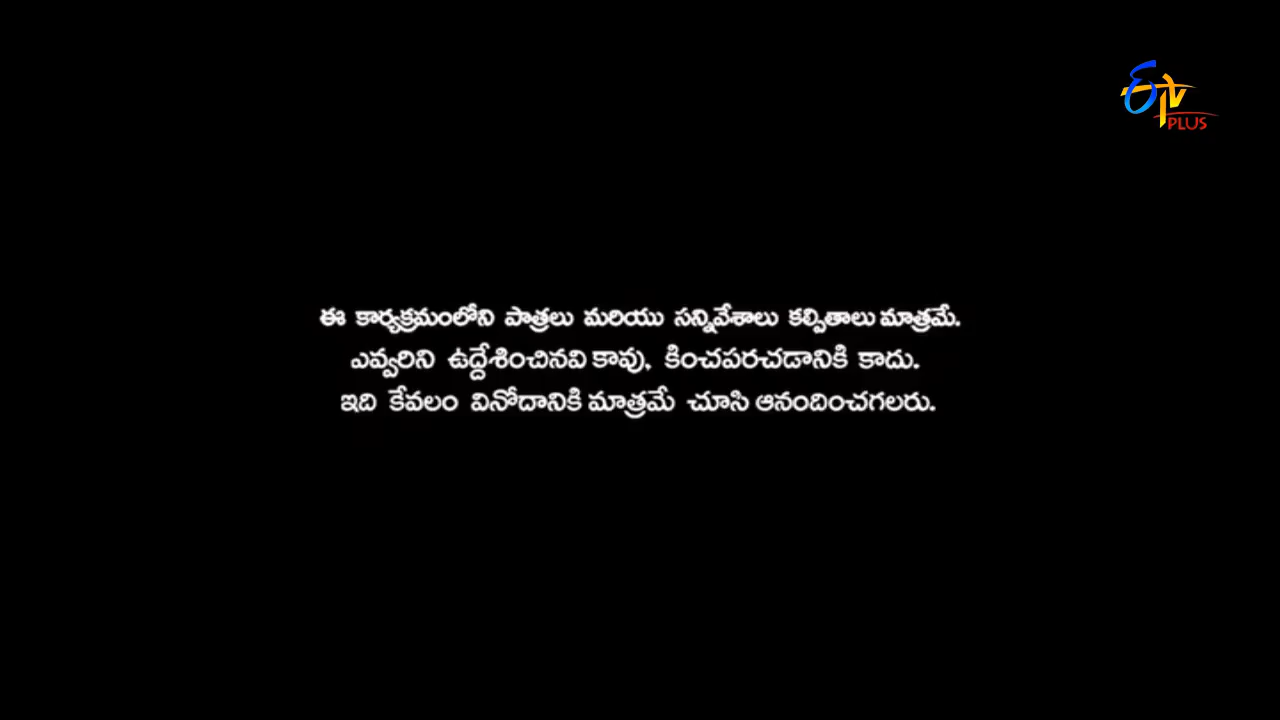 ETV
PLUS
ఈ కార్యక్రమంలోని పాత్రలు మరియు సన్నివేశాలు కల్పితాలు మాత్రమే.
ఎవ్వరిని ఉద్దేశించినవి కావు. కించపరచడానికి కాదు.
ఇది కేవలం వినోదానికి మాత్రమే చూసి ఆనందించగలరు.